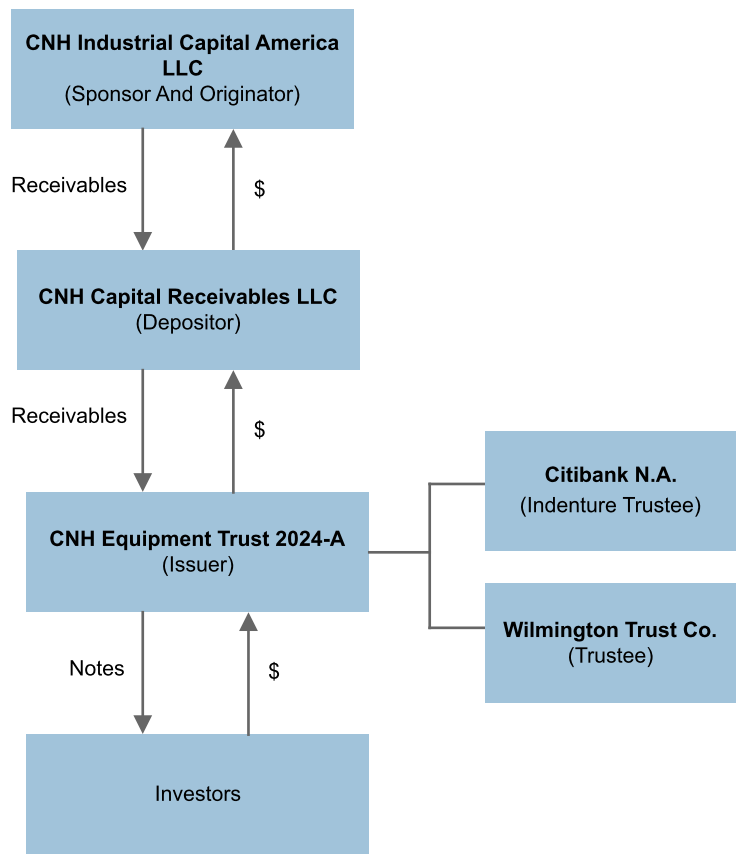 CNH Industrial Capital America
LLC
(Sponsor And Originator)
Receivables
$
CNH Capital Receivables LLC
(Depositor)
Receivables
$
CNH Equipment Trust 2024-A
(Issuer)
Citibank N.A.
(Indenture Trustee)
Wilmington Trust Co.
(Trustee)
Notes
$
Investors